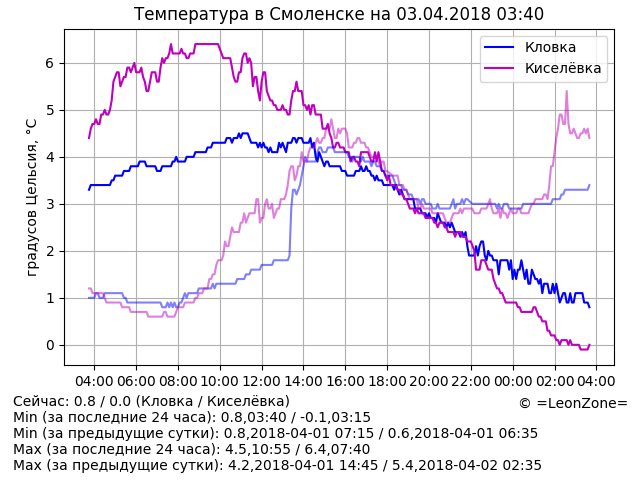 Температура в Смоленске на 03.04.2018 03:40
градусов Цельсия, °C
6
5
4
3
2
1
0
Кловка
Киселёвка
04:00 06:00 08:00 10:00 12:00 14:00 16:00 18:00 20:00 22:00 00:00 02:00 04:00
Сейчас: 0.8 / 0.0 (Кловка / Киселёвка)
© =LeonZone=
Min (за последние 24 часа): 0.8,03:40 / -0.1,03:15
Min (за предыдущие сутки): 0.8,2018-04-01 07:15 / 0.6,2018-04-01 06:35
Max (за последние 24 часа): 4.5,10:55 / 6.4,07:40
Max (за предыдущие сутки): 4.2,2018-04-01 14:45 / 5.4,2018-04-02 02:35